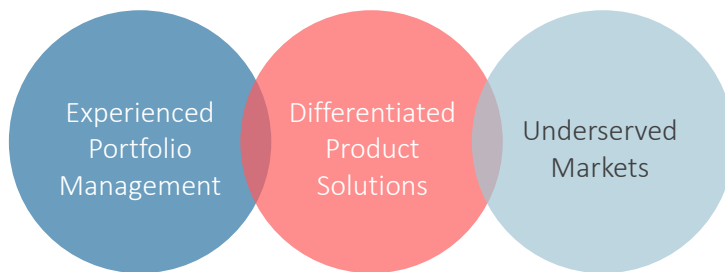 Experienced
Portfolio
Management
Differentiated
Product
Solutions
Underserved
Markets